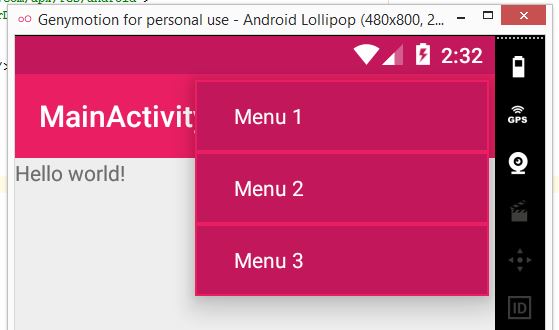 Genymotion for personal use - Android Lollipop (480x800, 2...
2:32
MainActivity
Menu 1
Hello world!
Menu 2
Menu 3
GPS
ID